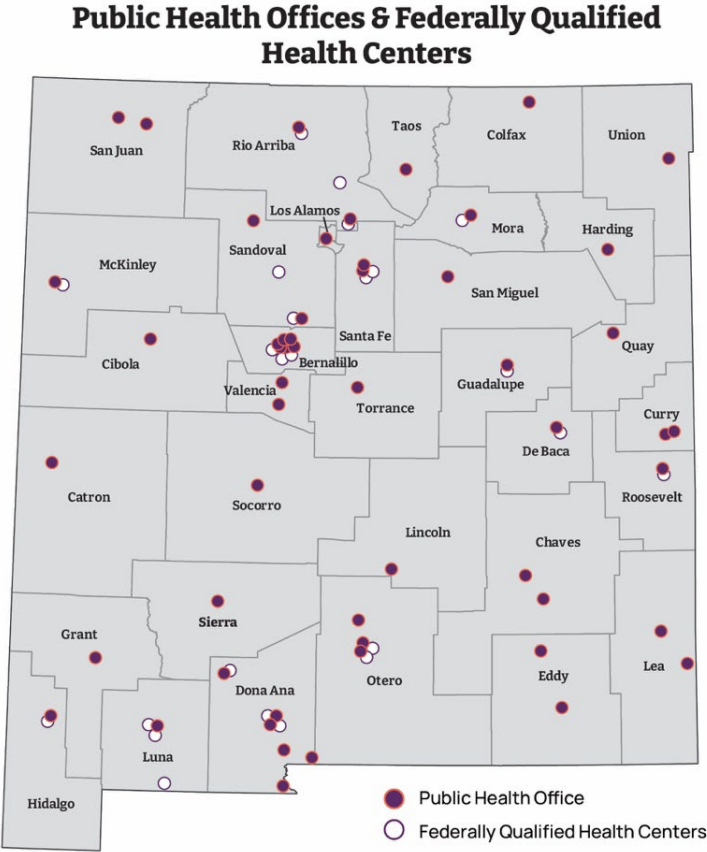 Public Health Offices & Federally Qualified
Health Centers
San Juan
Rio Arriba
Taos
Colfax
Union
Los Alamos
Mora
Harding
McKinley
Sandoval
San Miguel
Santa Fe
Quay
Cibola
Bernalillo
Valencia
Guadalupe
Torrance
Curry
De Baca
Catron
Socorro
Roosevelt
Lincoln
Chaves
Sierra
Grant
Otero
Lea
Eddy
Dona Ana
Luna
Hidalgo
Public Health Office
Federally Qualified Health Centers